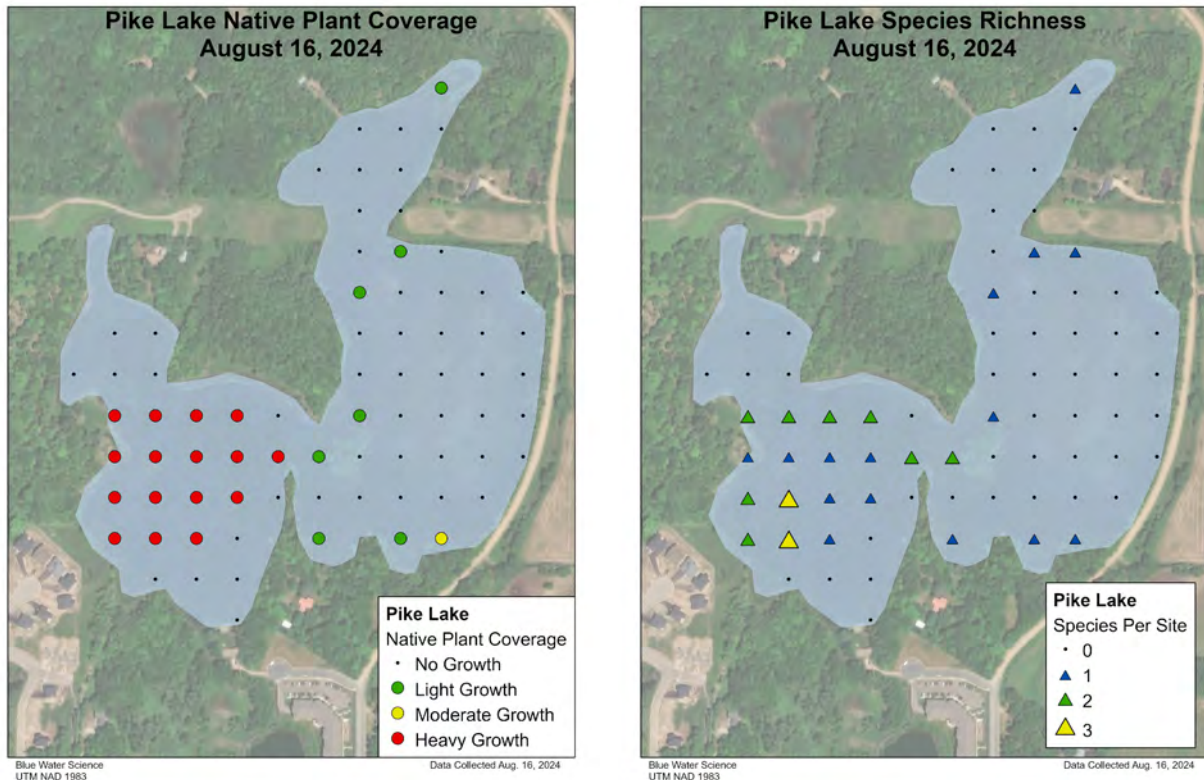 Pike Lake Native Plant Coverage
August 16, 2024
Pike Lake
Native Plant Coverage
No Growth
Light Growth
Moderate Growth
Heavy Growth
Blue Water Science
UTM NAD 1983
Data Collected Aug. 16, 2024
Pike Lake Species Richness
August 16, 2024
Pike Lake
Species Per Site
0
1
2
3
Blue Water Science
UTM NAD 1983
Data Collected Aug. 16, 2024